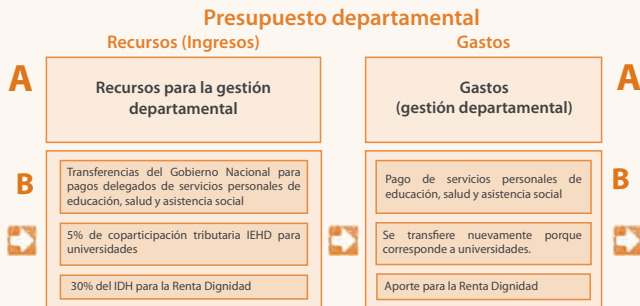 Presupuesto departamental
Recursos (Ingresos)
Gastos
A
Recursos para la gestión
departamental
Gastos
(gestión departamental)
A
B
Transferencias del Gobierno Nacional para
pagos delegados de servicios personales de
educación, salud y asistencia social
5% de coparticipación tributaria IEHD para
universidades
30% del IDH para la Renta Dignidad
Pago de servicios personales de
educación, salud y asistencia social
Se transfiere nuevamente porque
corresponde a universidades.
Aporte para la Renta Dignidad
B